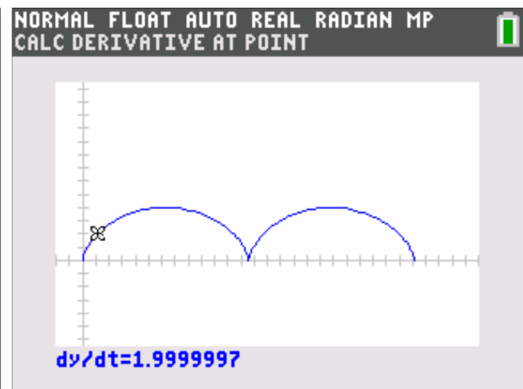 NORMAL FLOAT AUTO REAL RADIAN MP
CALC DERIVATIVE AT POINT
dy/dt=1.9999997